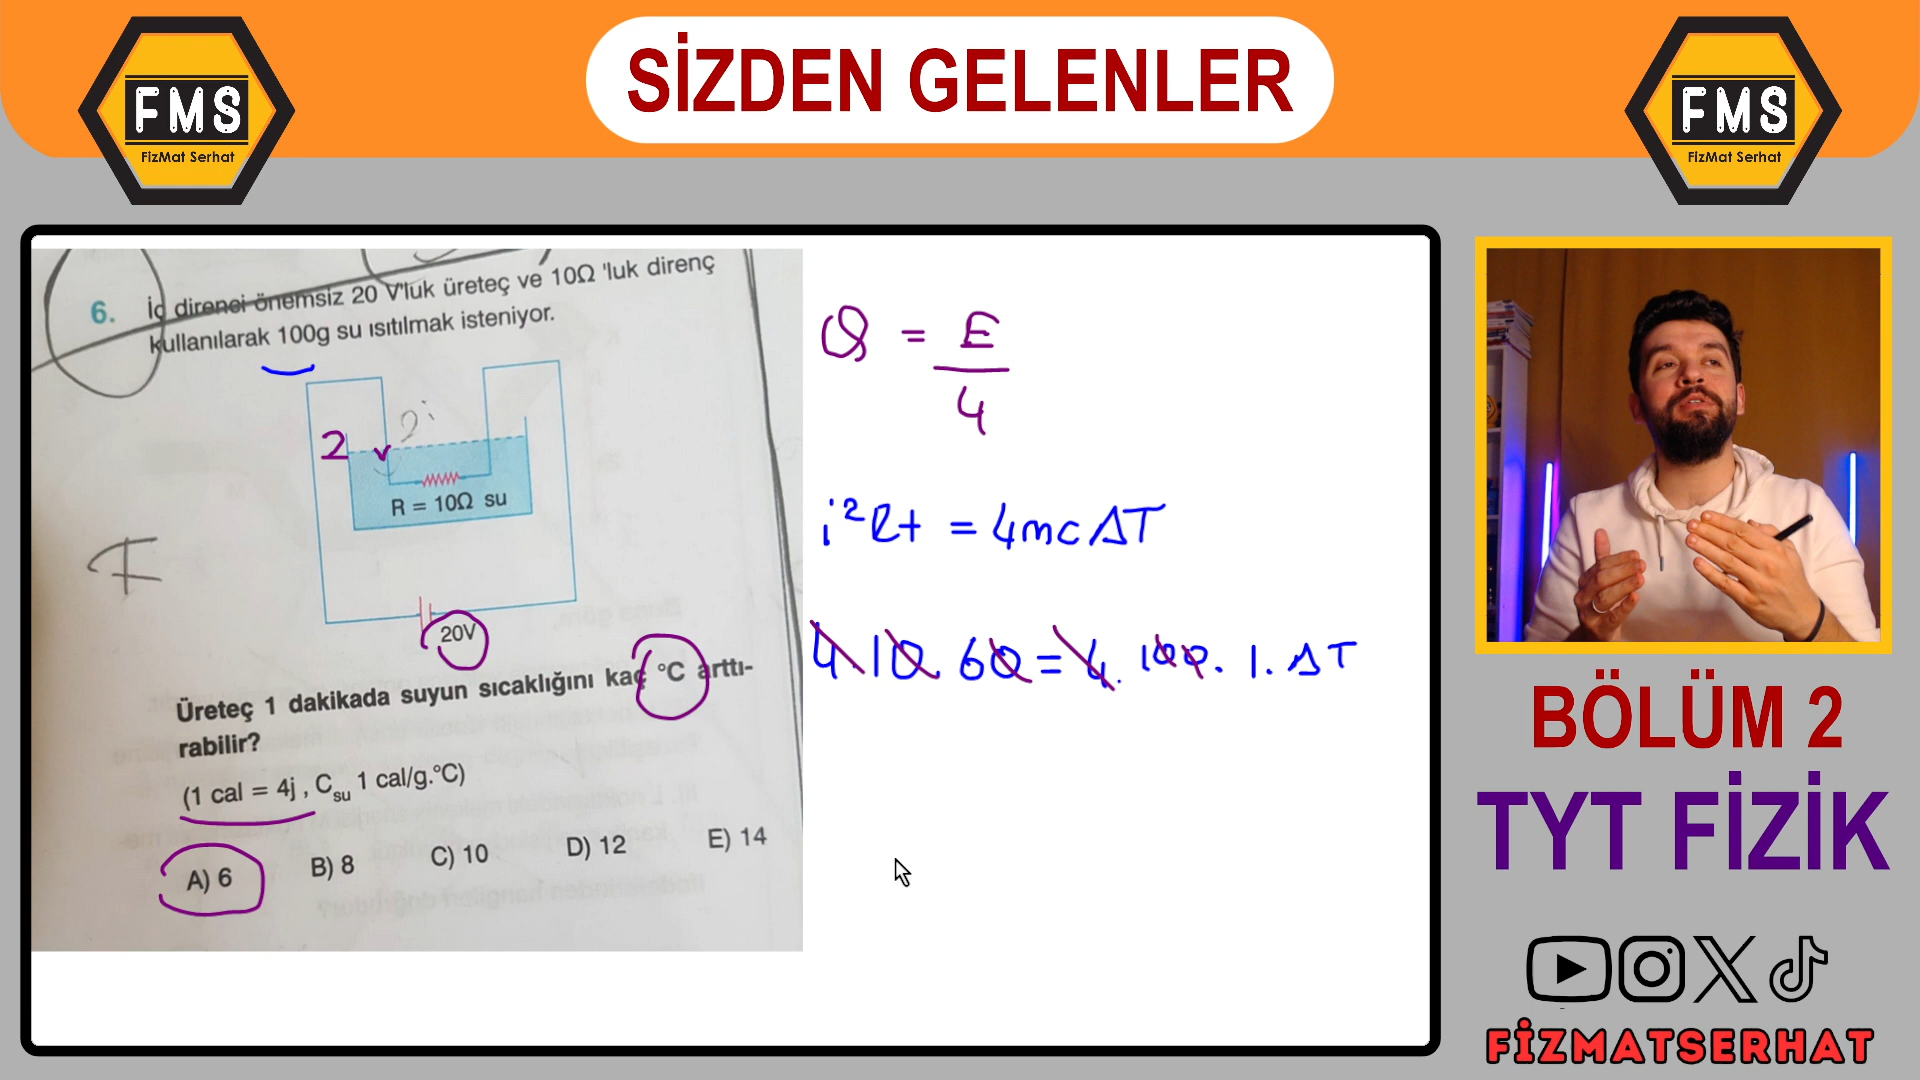 SİZDEN GELENLER
FMS
FizMat Serhat
FMS
FizMat Serhat
6. İç direnci önemsiz 20 V'luk üreteç ve 10Ω 'luk direnç
kullanılarak 100g su ısıtılmak isteniyor.
2i
2
R = 10Ω su
20V
Üreteç 1 dakikada suyun sıcaklığını kaç °C arttı-
rabilir?
(1 cal = 4j , Csu 1 cal/g.°C)
A) 6 B) 8 C) 10 D) 12 E) 14
Q = E
4
i²Rt = 4mcΔT
4 10 60 = 4. 100. 1. ΔT
BÖLÜM 2
TYT FİZİK
FİZMATSERHAT